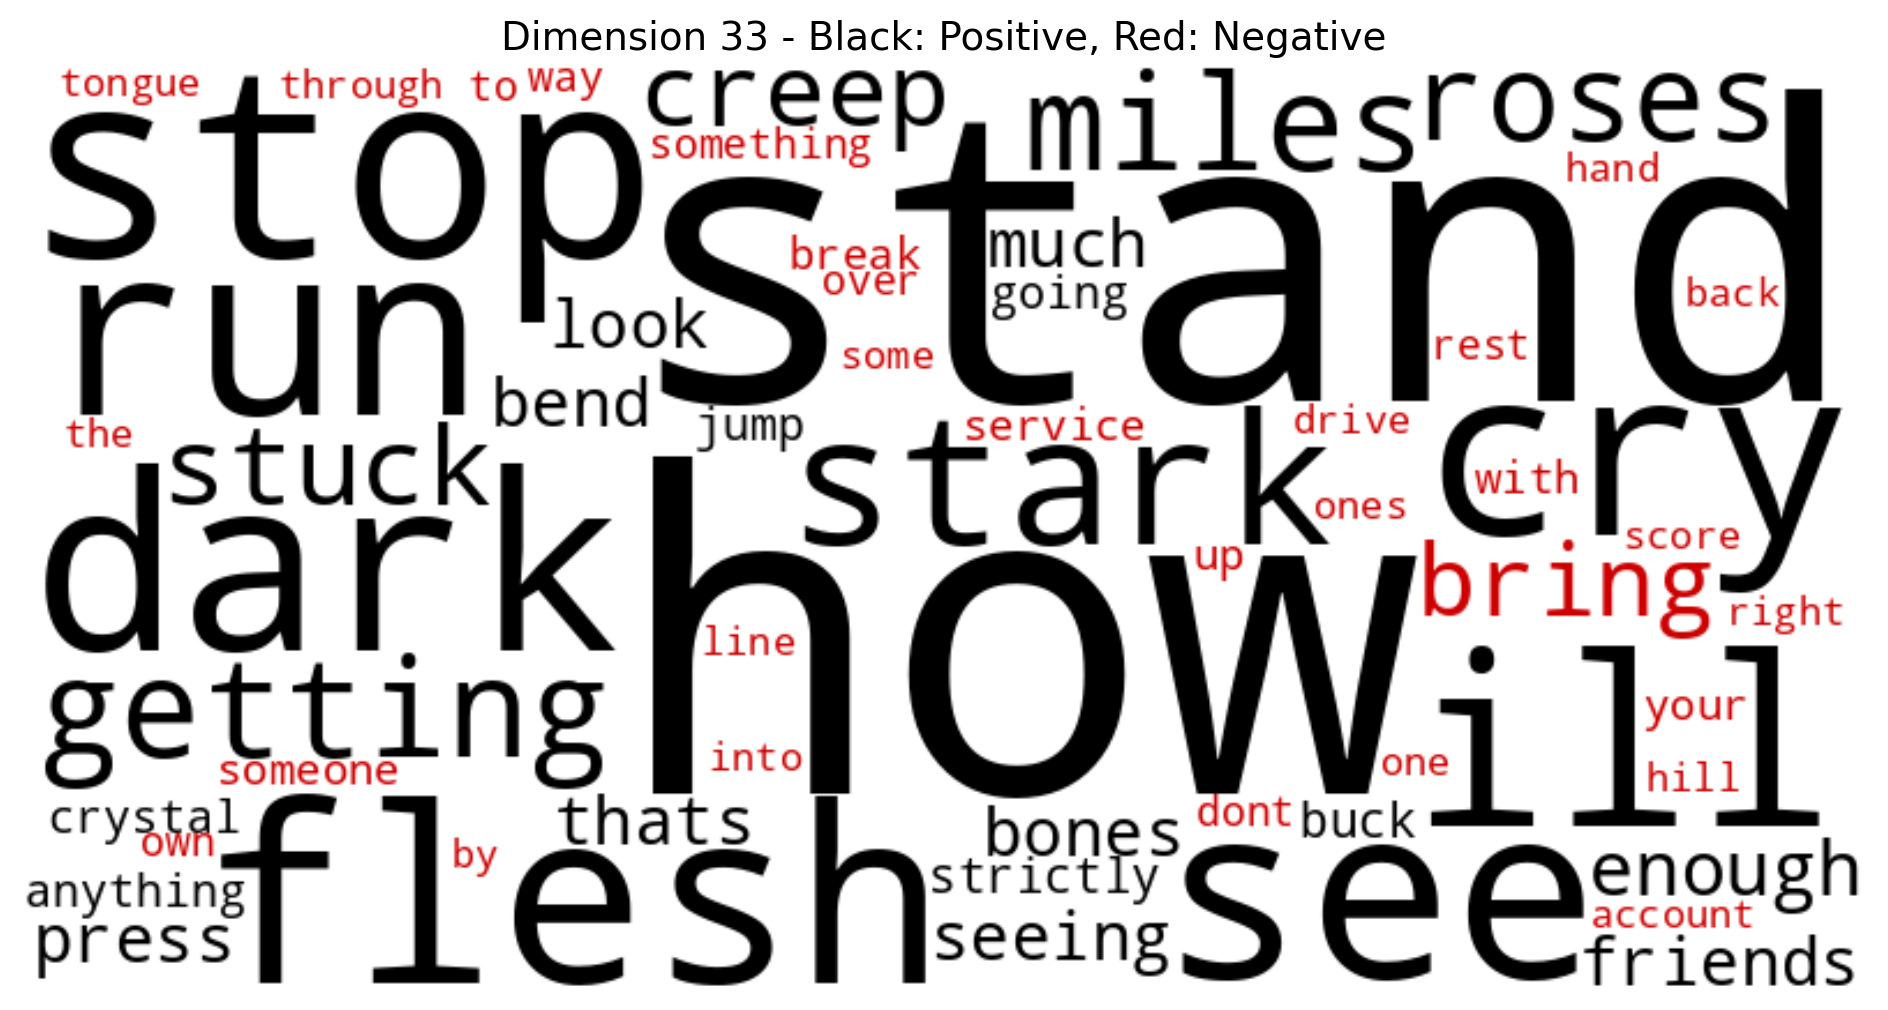 Dimension 33 - Black: Positive, Red: Negative
tongue through to way creep miles roses
stop something hand
stand
break much
over going back
run look some rest
bend jump service drive cry
the stuck stark with
ones
dark how up score
bring right
line ill
getting your
into one hill
someone
crystal thats bones dont buck
own flesh by see enough
anything strictly
press seeing account
friends